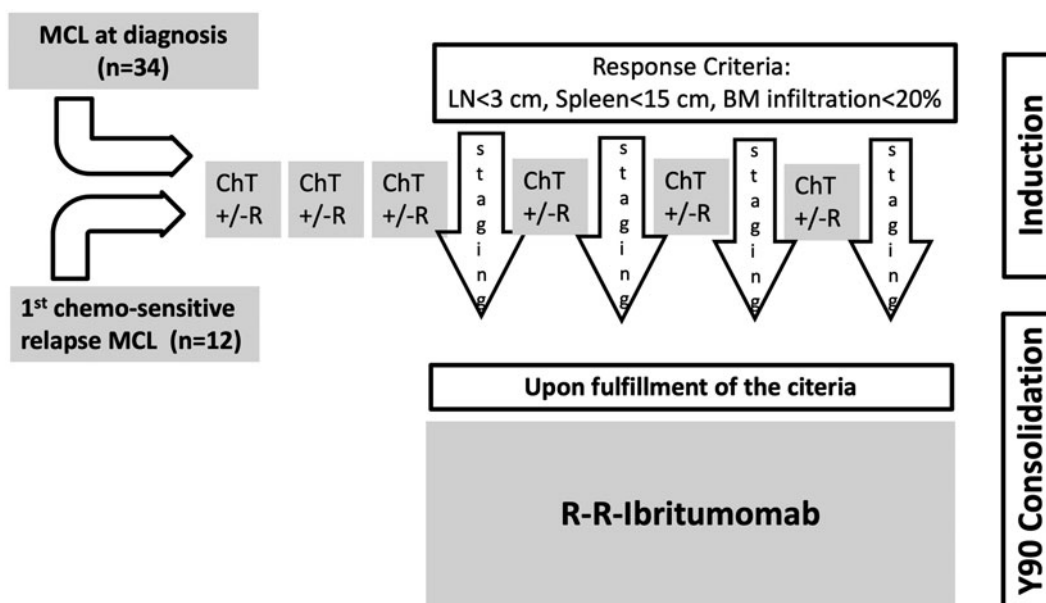 MCL at diagnosis
(n=34)
Response Criteria:
LN<3 cm, Spleen<15 cm, BM infiltration<20%
Induction
ChT
+/-R
ChT
+/-R
ChT
+/-R
staging
ChT
+/-R
staging
ChT
+/-R
staging
ChT
+/-R
staging
1st chemo-sensitive
relapse MCL (n=12)
Upon fulfillment of the citeria
R-R-Ibritumomab
Y90 Consolidation